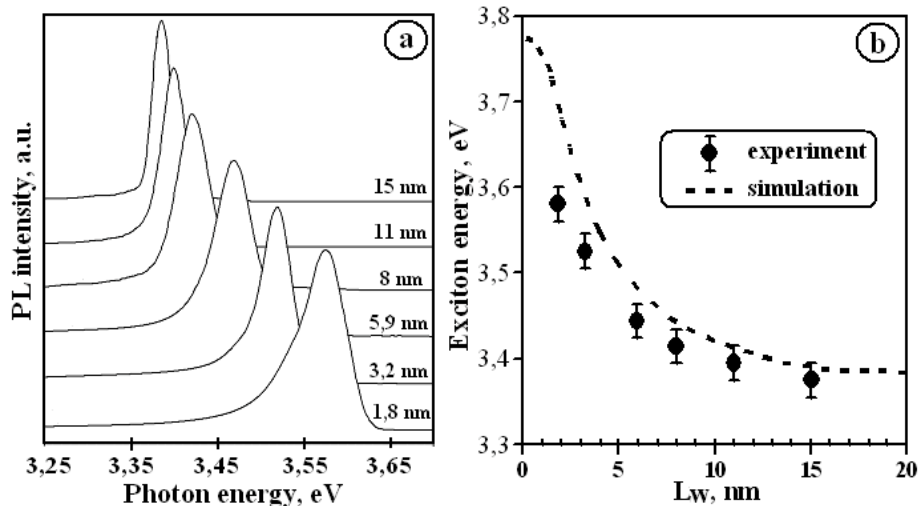 a
PL intensity, a.u.
15 nm
11 nm
8 nm
5,9 nm
3,2 nm
1,8 nm
3,25 3,35 3,45 3,55 3,65
Photon energy, eV
b
Exciton energy, eV
3,8
3,7
3,6
3,5
3,4
3,3
experiment
simulation
0 5 10 15 20
Lw, nm